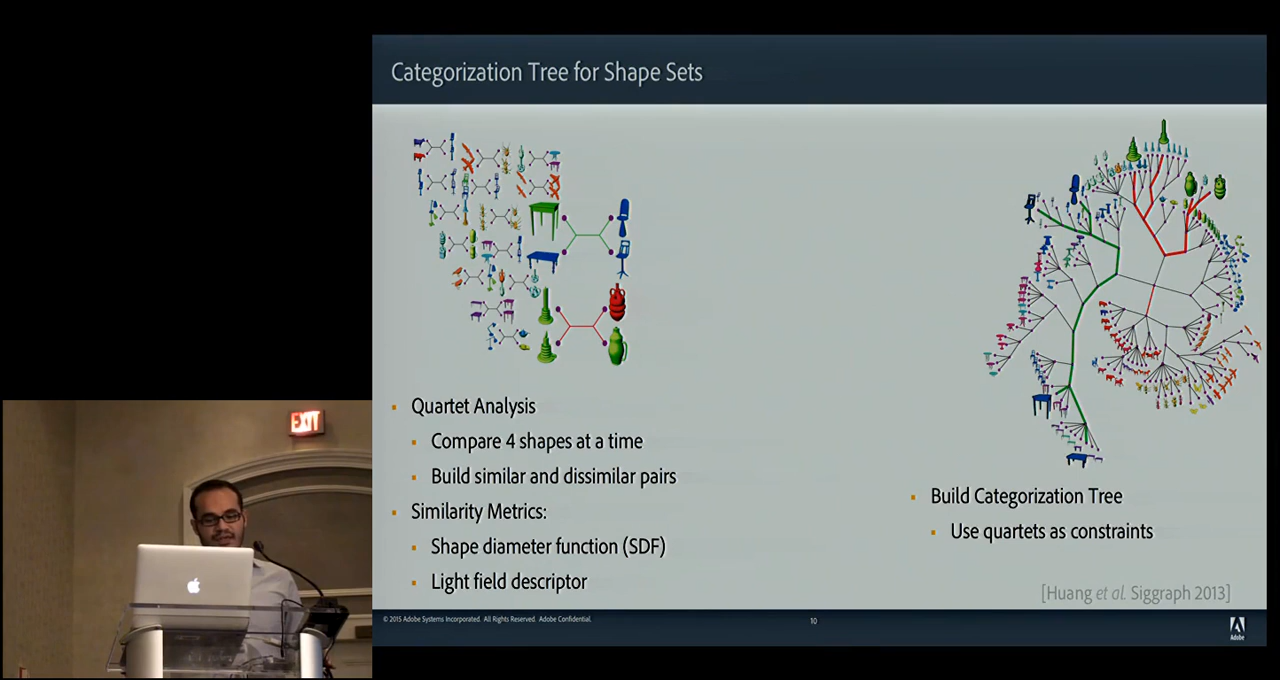 Categorization Tree for Shape Sets
▪ Quartet Analysis
▪ Compare 4 shapes at a time
▪ Build similar and dissimilar pairs
▪ Similarity Metrics:
▪ Shape diameter function (SDF)
▪ Light field descriptor
▪ Build Categorization Tree
▪ Use quartets as constraints
[Huang et al. Siggraph 2013]
© 2015 Adobe Systems Incorporated. All Rights Reserved. Adobe Confidential.
10
Adobe
EXIT